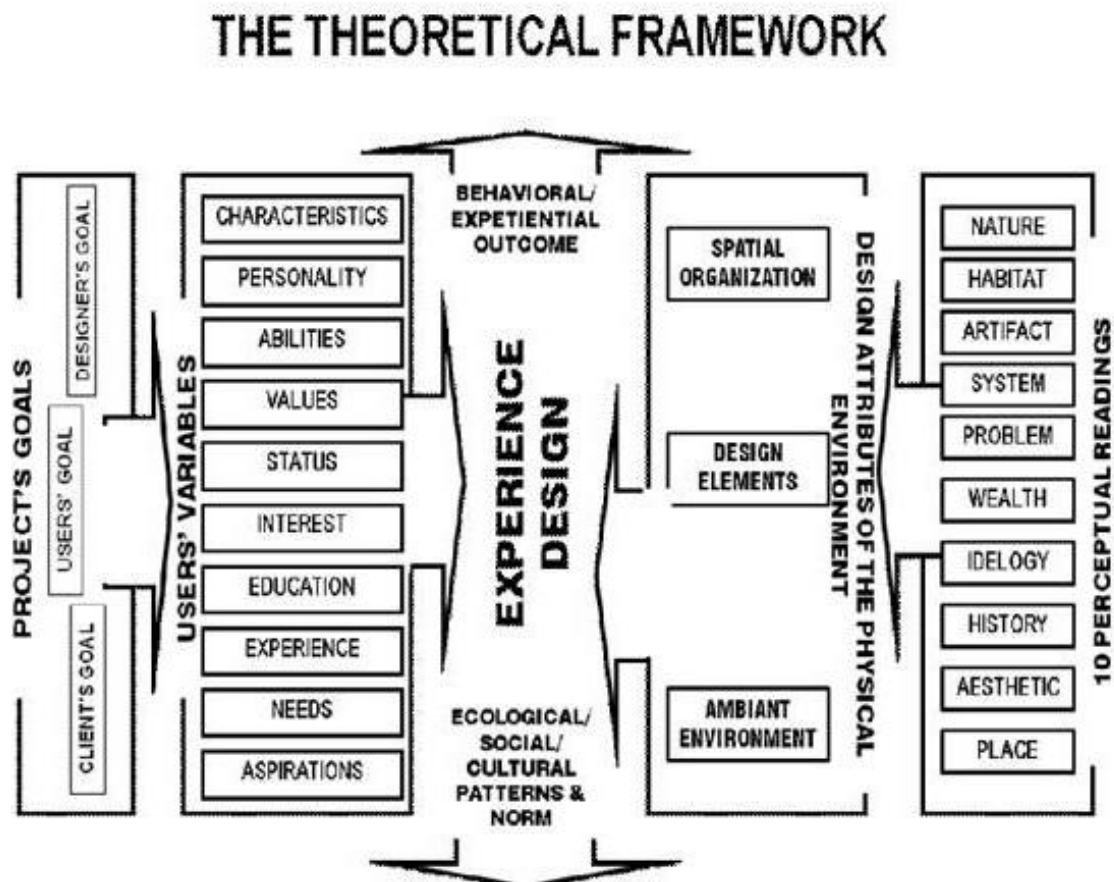 THE THEORETICAL FRAMEWORK
PROJECT'S GOALS
DESIGNER'S GOAL
USERS' GOAL
CLIENT'S GOAL
USERS' VARIABLES
CHARACTERISTICS
PERSONALITY
ABILITIES
VALUES
STATUS
INTEREST
EDUCATION
EXPERIENCE
NEEDS
ASPIRATIONS
BEHAVIORAL/
EXPETIENTIAL
OUTCOME
EXPERIENCE
DESIGN
ECOLOGICAL/
SOCIAL/
CULTURAL
PATTERNS &
NORM
SPATIAL
ORGANIZATION
DESIGN
ELEMENTS
AMBIANT
ENVIRONMENT
DESIGN ATTRIBUTES OF THE PHYSICAL
ENVIRONMENT
NATURE
HABITAT
ARTIFACT
SYSTEM
PROBLEM
WEALTH
IDELOGY
HISTORY
AESTHETIC
PLACE
10 PERCEPTUAL READINGS